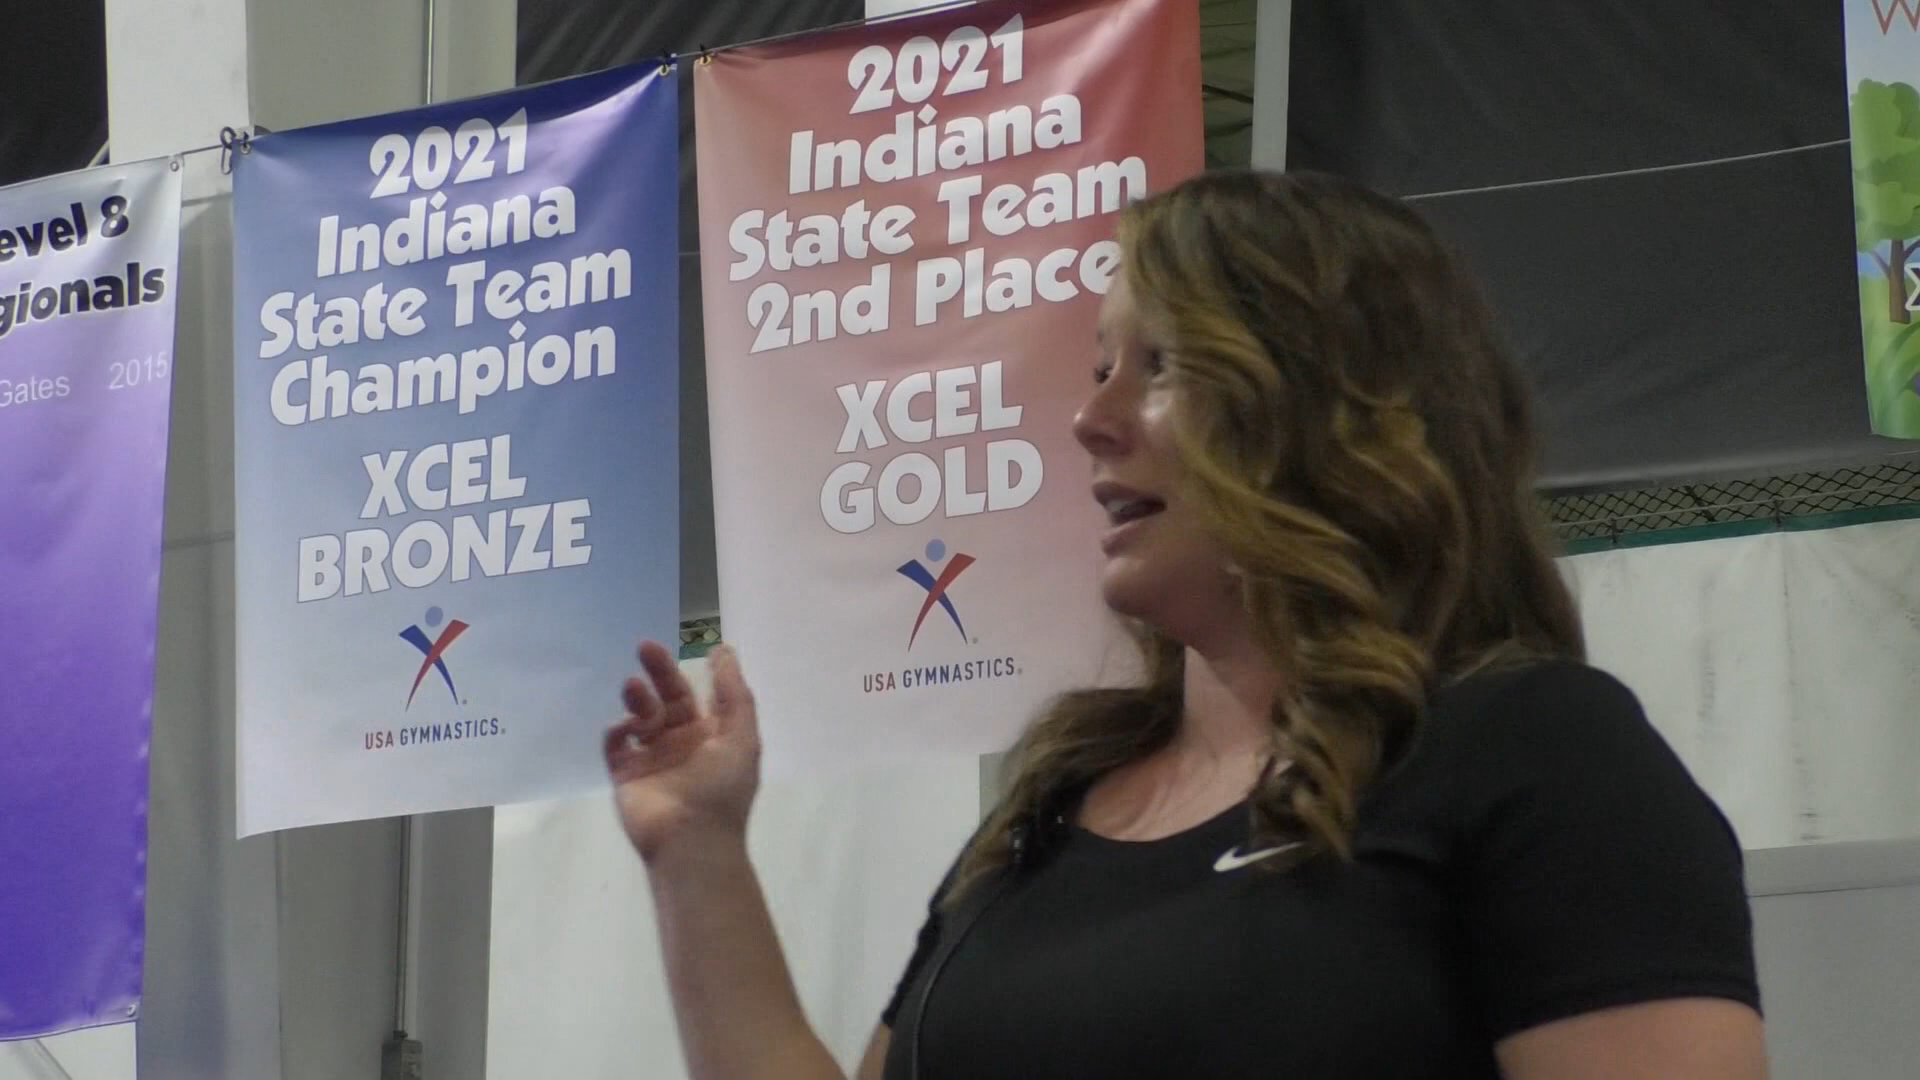 evel 8
gionals
Gates 2015
2021
Indiana
State Team
Champion
XCEL
BRONZE
USA GYMNASTICS®
2021
Indiana
State Team
2nd Place
XCEL
GOLD
USA GYMNASTICS®
W